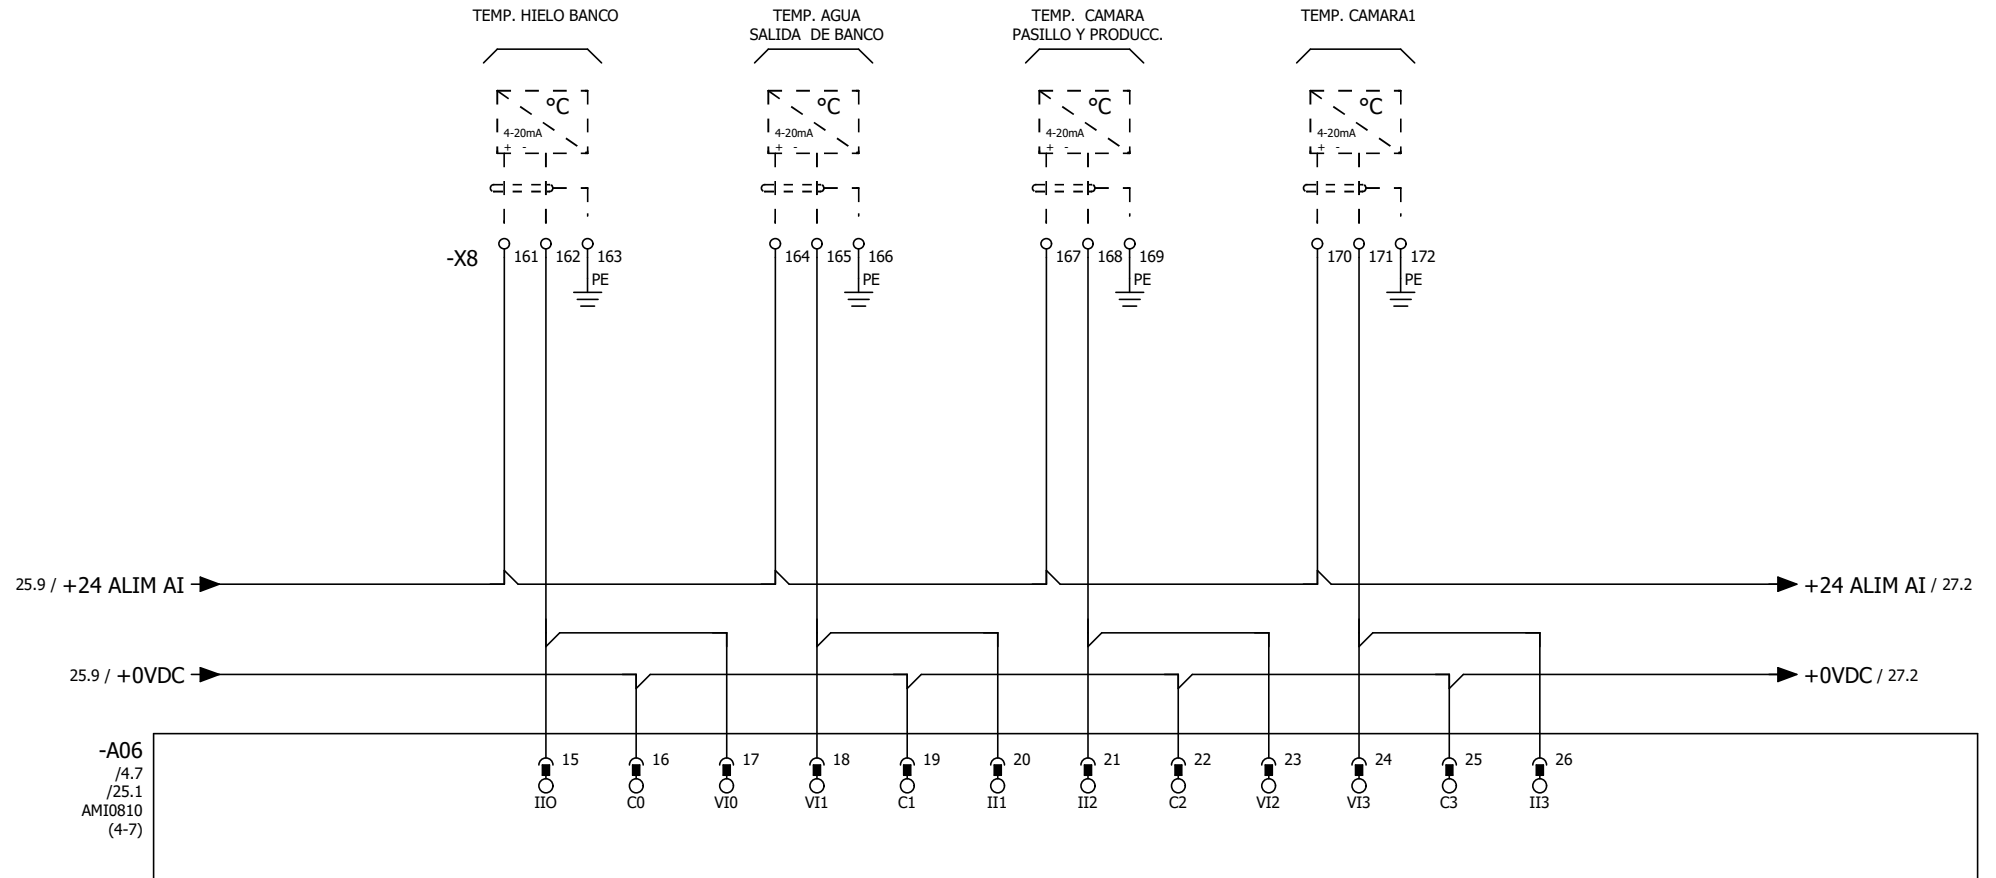 TEMP. HIELO BANCO
TEMP. AGUA
SALIDA  DE BANCO
TEMP.  CAMARA
PASILLO Y PRODUCC.
TEMP. CAMARA1
°C
4-20mA
+ -
°C
4-20mA
+ -
°C
4-20mA
+ -
°C
4-20mA
+ -
-X8 161 162 163 164 165 166 167 168 169 170 171 172
PE PE PE PE
25.9 / +24 ALIM AI +24 ALIM AI / 27.2
25.9 / +0VDC +0VDC / 27.2
-A06
/4.7
/25.1
AMI0810
(4-7)
15 16 17 18 19 20 21 22 23 24 25 26
IIO C0 VI0 VI1 C1 II1 II2 C2 VI2 VI3 C3 II3